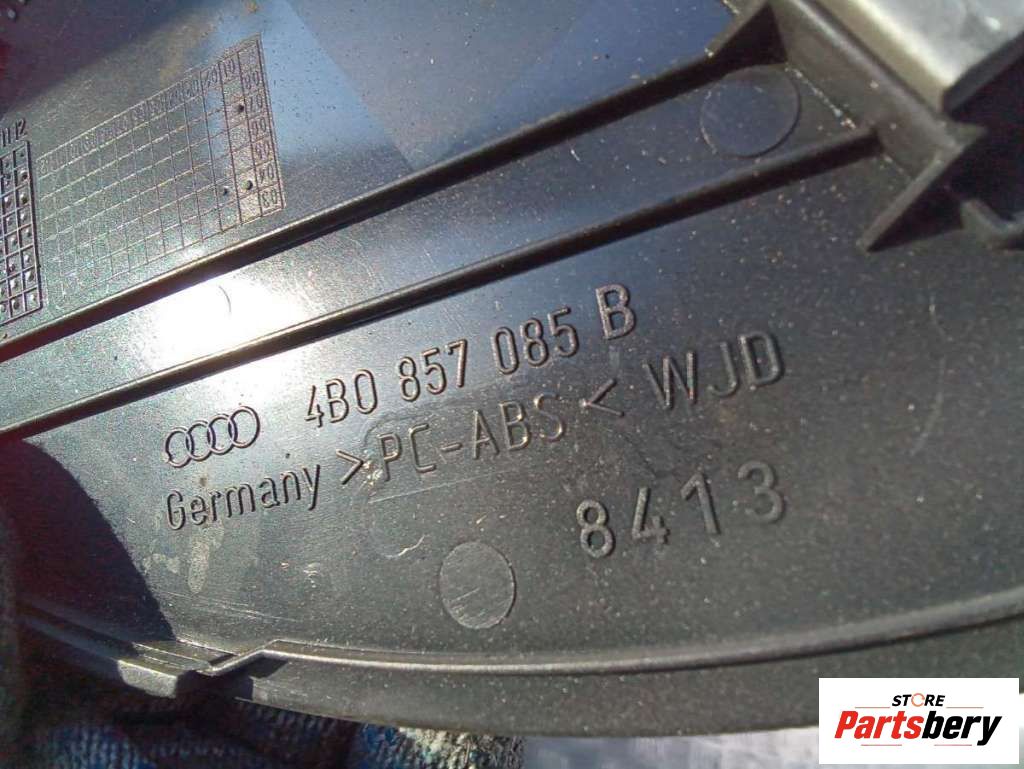 4B0 857 085 B
Germany >PC-ABS< WJD
8413
STORE
Partsbery